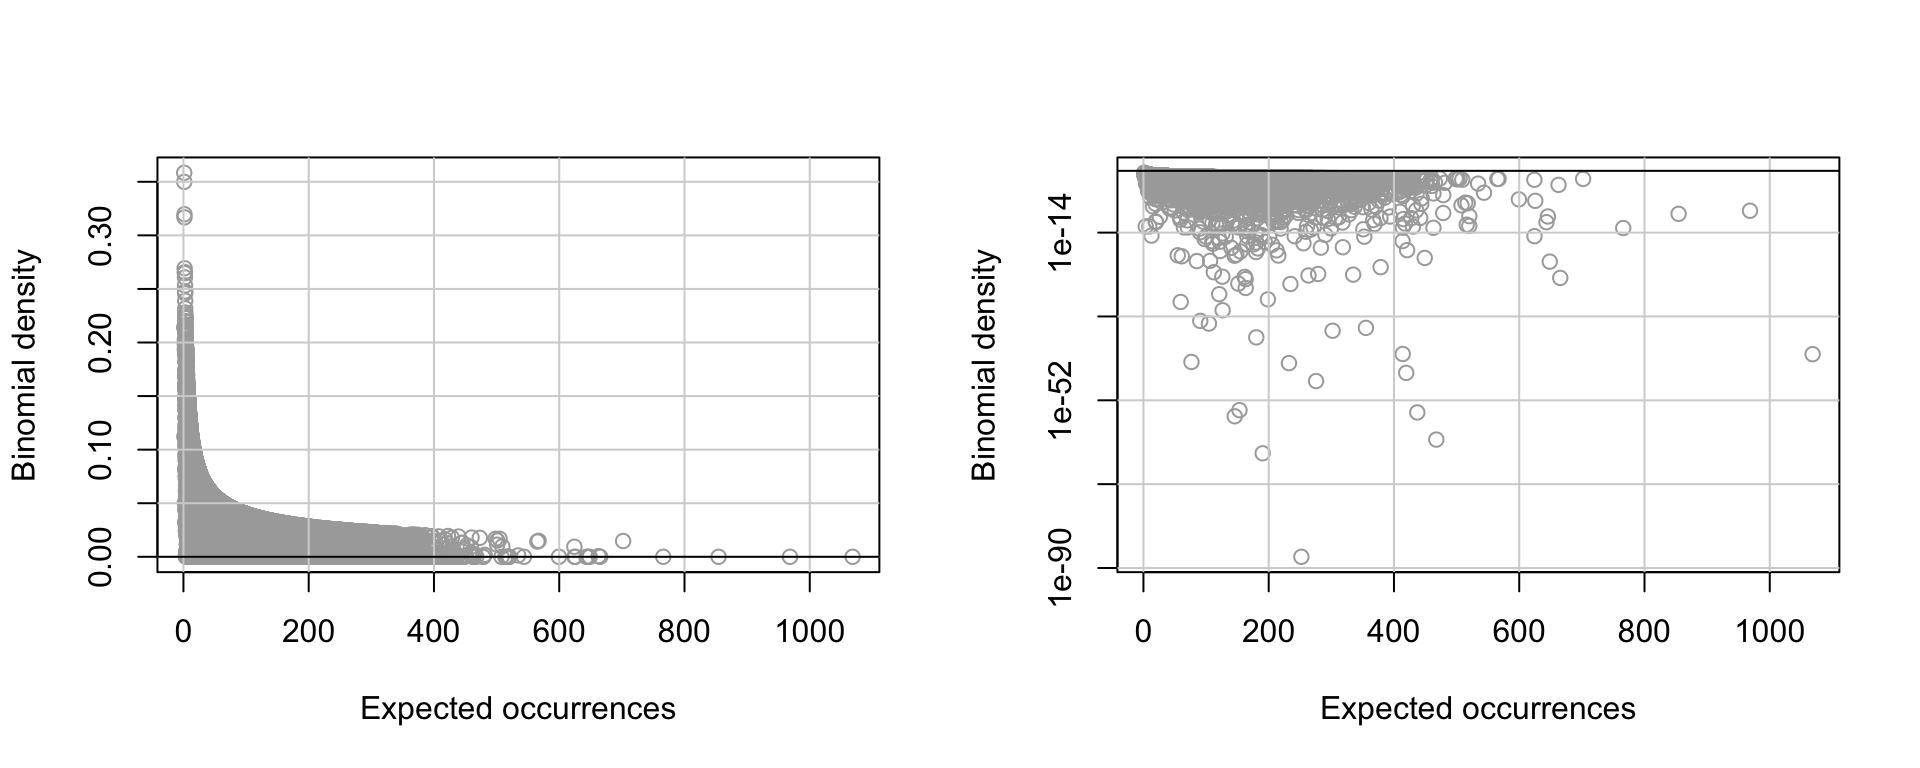 Binomial density
0.30
0.20
0.10
0.00
0 200 400 600 800 1000
Expected occurrences
Binomial density
1e-14
1e-52
1e-90
0 200 400 600 800 1000
Expected occurrences